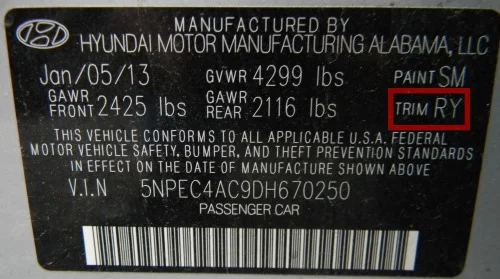 MANUFACTURED BY
HYUNDAI MOTOR MANUFACTURING ALABAMA, LLC
Jan/05/13 GVWR 4299 lbs PAINT SM
GAWR FRONT 2425 lbs GAWR REAR 2116 lbs TRIM RY
THIS VEHICLE CONFORMS TO ALL APPLICABLE U.S.A. FEDERAL
MOTOR VEHICLE SAFETY, BUMPER, AND THEFT PREVENTION STANDARDS
IN EFFECT ON THE DATE OF MANUFACTURE SHOWN ABOVE
V.I.N 5NPEC4AC9DH670250
PASSENGER CAR